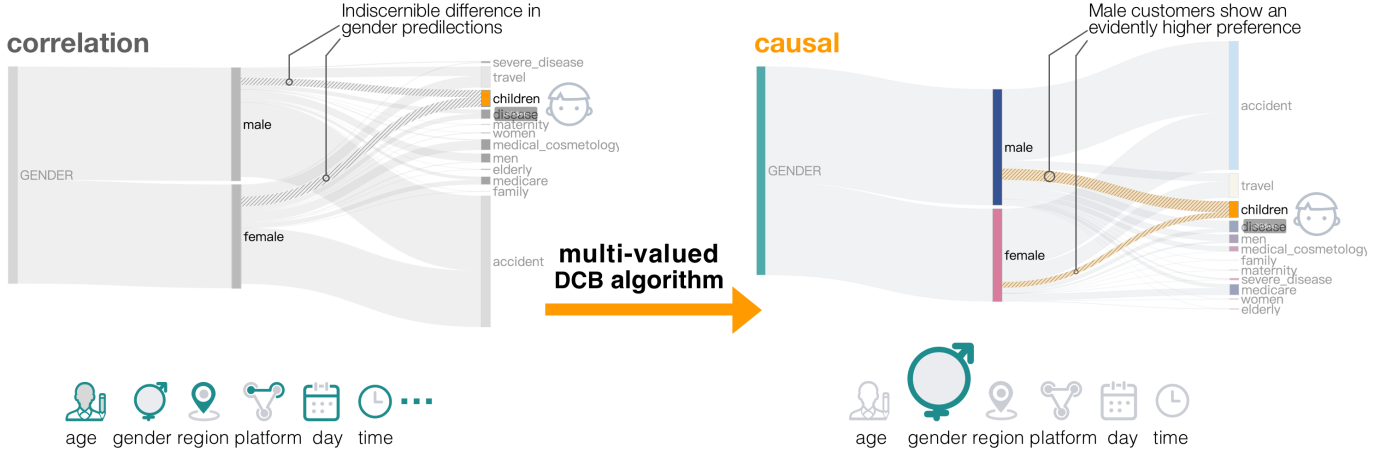 Indiscernible difference in
gender predilections
correlation
GENDER
male
female
severe_disease
travel
children
disease
maternity
women
medical_cosmetology
men
elderly
medicare
family
accident
multi-valued
DCB algorithm
Male customers show an
evidently higher preference
causal
GENDER
male
female
accident
travel
children
disease
men
medical_cosmetology
family
maternity
severe_disease
medicare
women
elderly
age gender region platform day time
age gender region platform day time